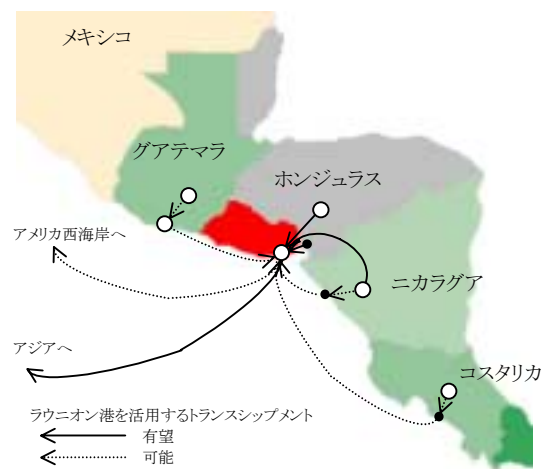 メキシコ
グアテマラ
ホンジュラス
アメリカ西海岸へ
ニカラグア
アジアへ
コスタリカ
ラウニオン港を活用するトランスシップメント
有望
可能